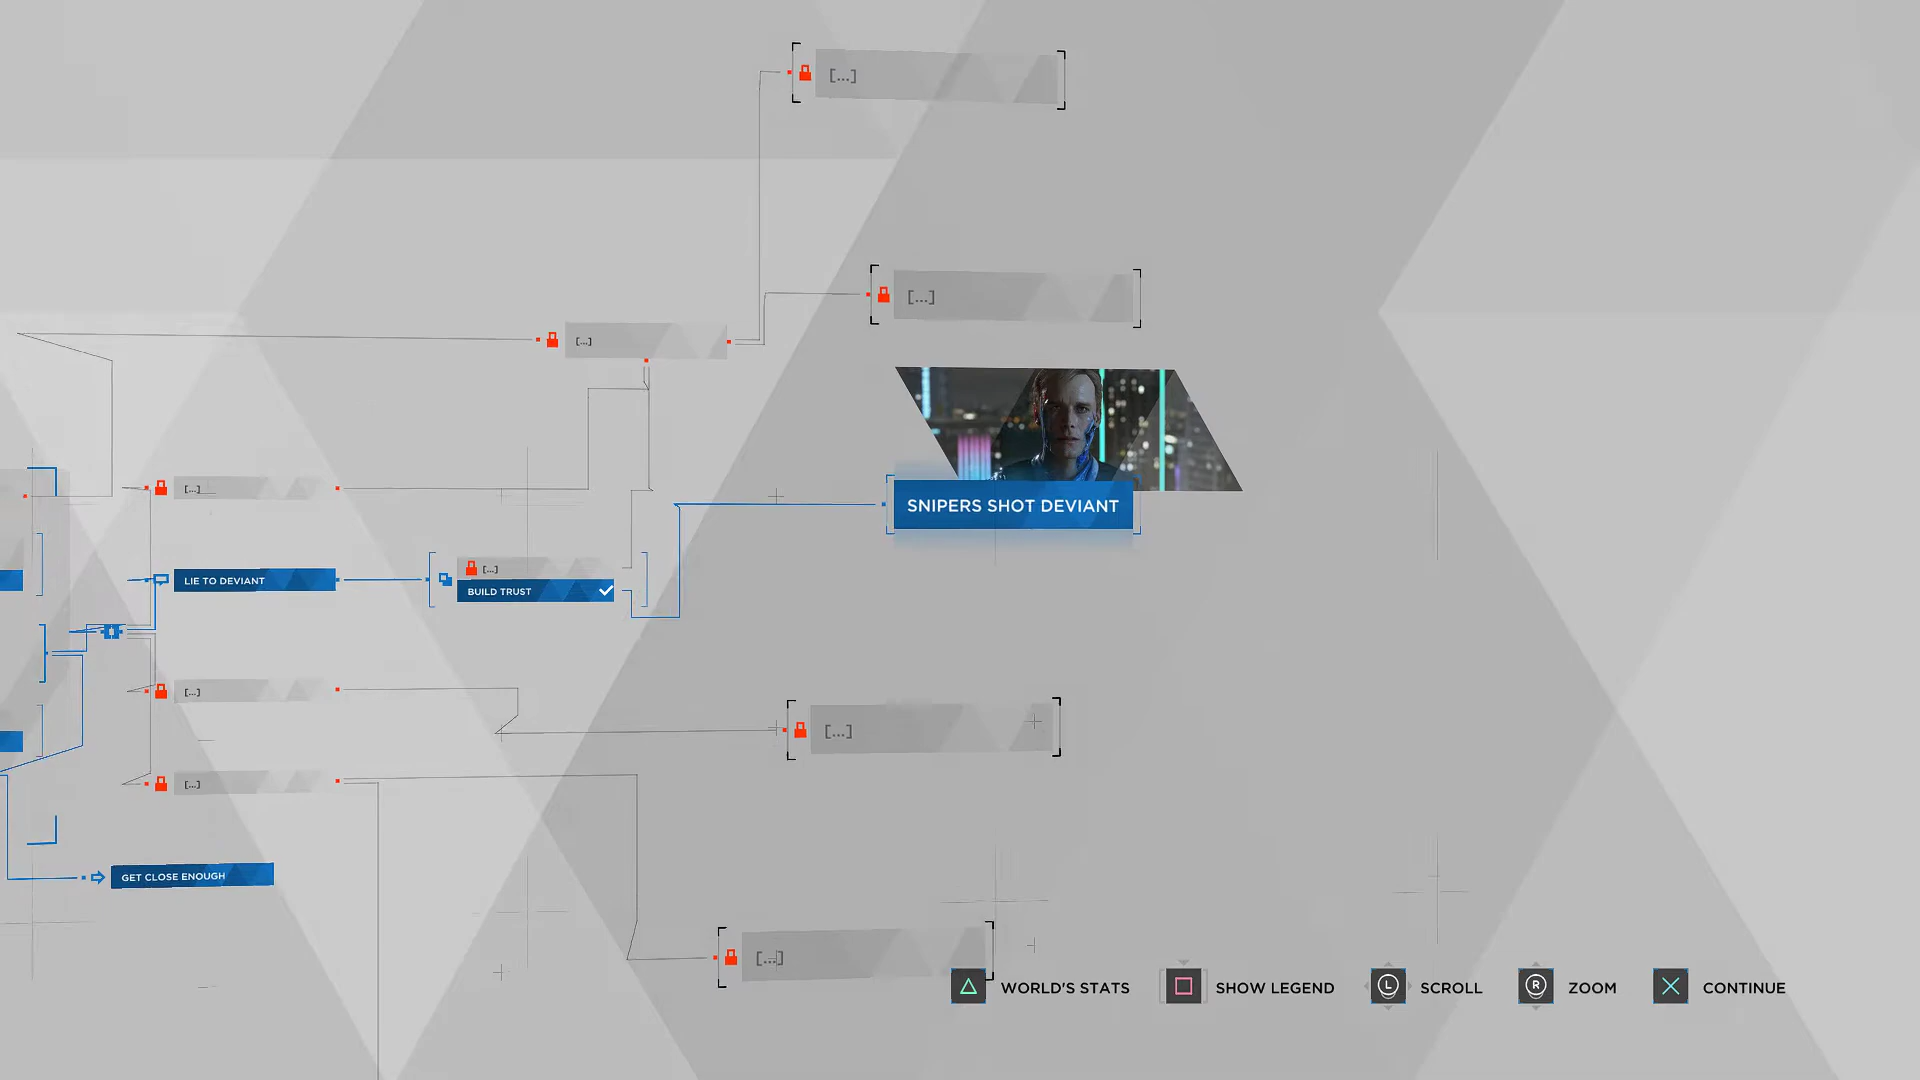 [...]
[...]
[...]
[...]
SNIPERS SHOT DEVIANT
[...]
LIE TO DEVIANT
BUILD TRUST
[...]
[...]
[...]
GET CLOSE ENOUGH
[...]
WORLD'S STATS
SHOW LEGEND
L
SCROLL
R
ZOOM
CONTINUE